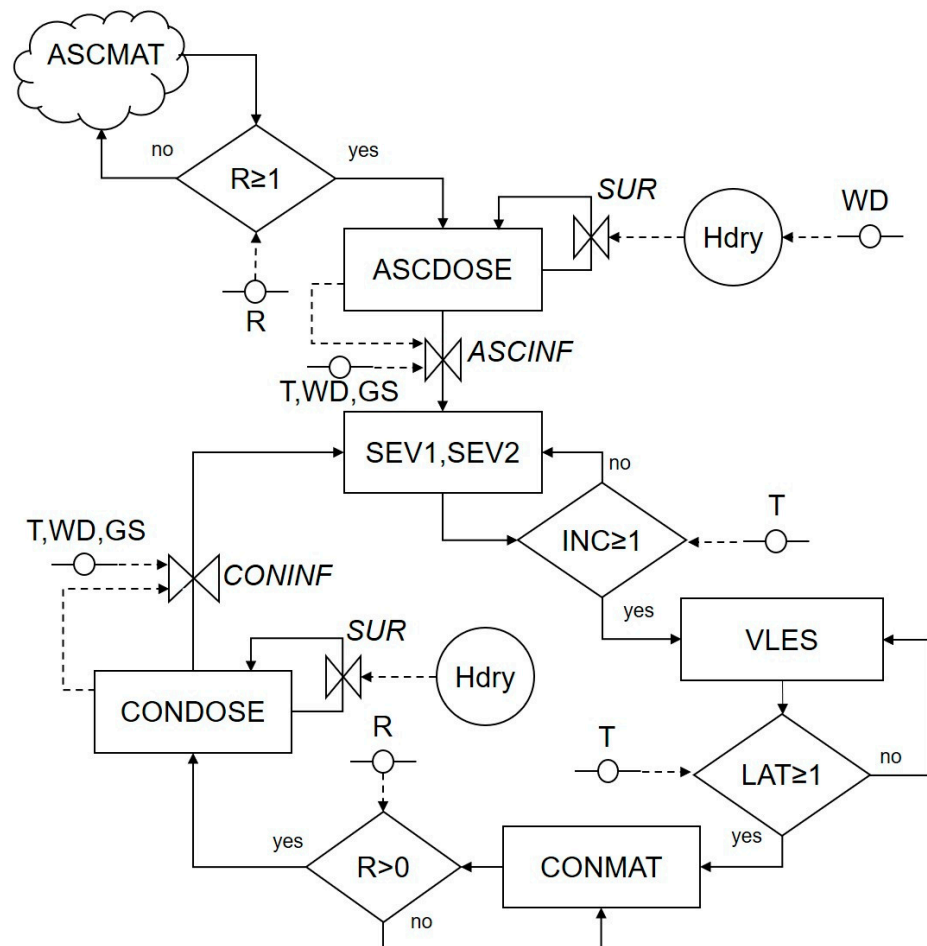 ASCMAT
no
yes
R≥1
SUR
WD
Hdry
ASCDOSE
R
ASCINF
T,WD,GS
SEV1,SEV2
no
T
INC≥1
T,WD,GS
CONINF
yes
SUR
VLES
Hdry
CONDOSE
R
T
LAT≥1
no
yes
yes
R>0
CONMAT
no